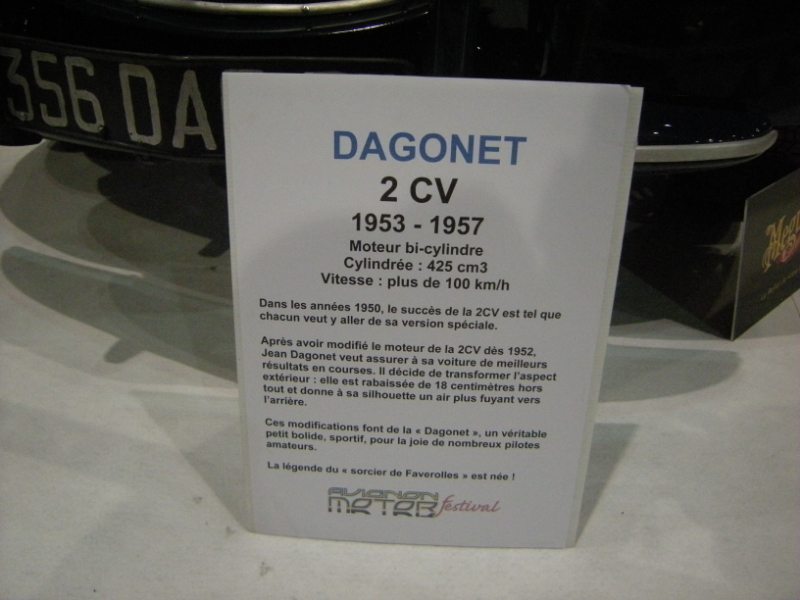 356 DA
DAGONET
2 CV
1953 - 1957
Moteur bi-cylindre
Cylindrée : 425 cm3
Vitesse : plus de 100 km/h
Dans les années 1950, le succès de la 2CV est tel que
chacun veut y aller de sa version spéciale.
Après avoir modifié le moteur de la 2CV dès 1952,
Jean Dagonet veut assurer à sa voiture de meilleurs
résultats en courses. Il décide de transformer l'aspect
extérieur : elle est rabaissée de 18 centimètres hors
tout et donne à sa silhouette un air plus fuyant vers
l'arrière.
Ces modifications font de la « Dagonet », un véritable
petit bolide, sportif, pour la joie de nombreux pilotes
amateurs.
La légende du « sorcier de Faverolles » est née !
AVIGNON
MOTOR festival